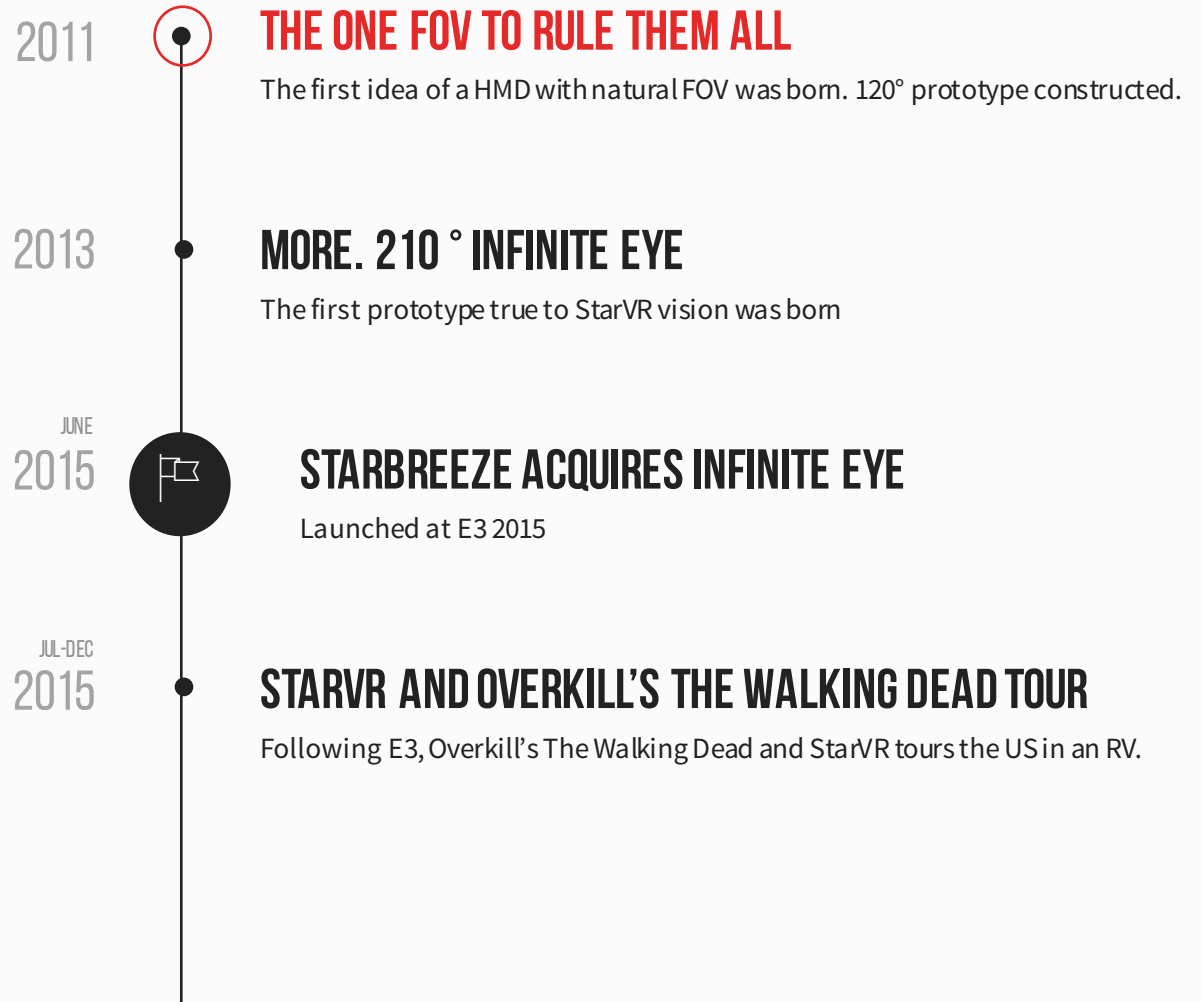 2011
THE ONE FOV TO RULE THEM ALL
The first idea of a HMD with natural FOV was born. 120° prototype constructed.
2013
MORE. 210 ° INFINITE EYE
The first prototype true to StarVR vision was born
JUNE
2015
STARBREEZE ACQUIRES INFINITE EYE
Launched at E3 2015
JUL-DEC
2015
STARVR AND OVERKILL’S THE WALKING DEAD TOUR
Following E3, Overkill’s The Walking Dead and StarVR tours the US in an RV.